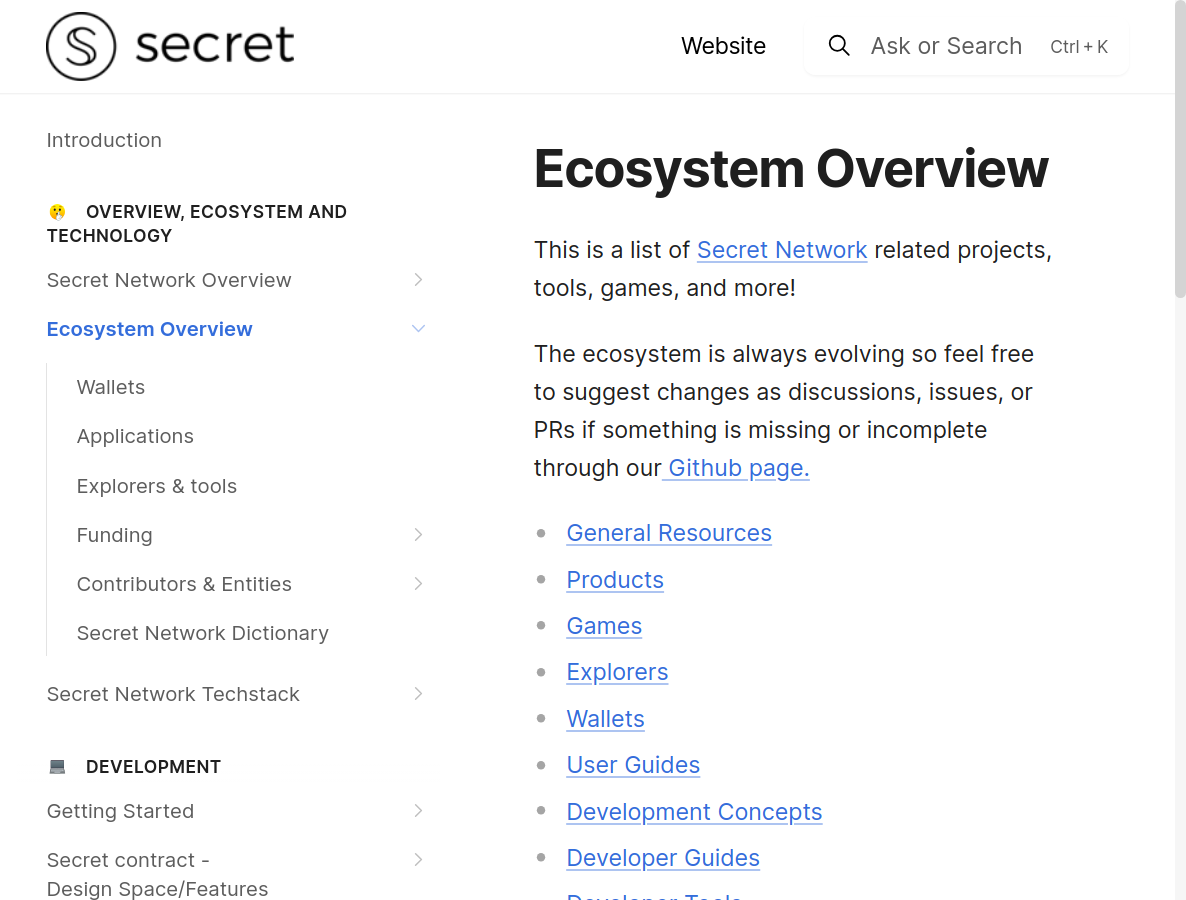 secret
Website
Ask or Search
Ctrl + K
Introduction
OVERVIEW, ECOSYSTEM AND
TECHNOLOGY
Secret Network Overview
Ecosystem Overview
Wallets
Applications
Explorers & tools
Funding
Contributors & Entities
Secret Network Dictionary
Secret Network Techstack
DEVELOPMENT
Getting Started
Secret contract -
Design Space/Features
Ecosystem Overview
This is a list of Secret Network related projects,
tools, games, and more!
The ecosystem is always evolving so feel free
to suggest changes as discussions, issues, or
PRs if something is missing or incomplete
through our Github page.
General Resources
Products
Games
Explorers
Wallets
User Guides
Development Concepts
Developer Guides
Developer Tools